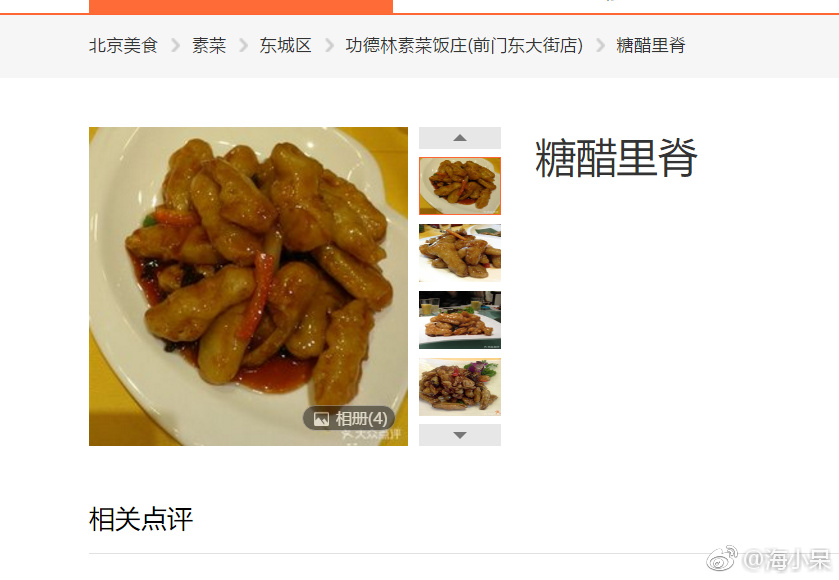 北京美食 > 素菜 > 东城区 > 功德林素菜饭庄(前门东大街店) > 糖醋里脊
糖醋里脊
相册(4)
大众点评
相关点评
@海小呆